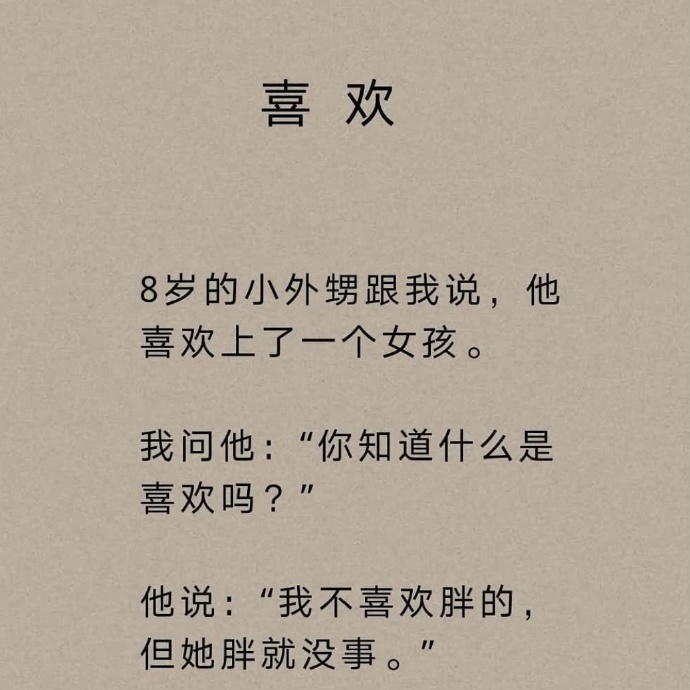 喜欢
8岁的小外甥跟我说，他
喜欢上了一个女孩。
我问他：“你知道什么是
喜欢吗？”
他说：“我不喜欢胖的，
但她胖就没事。”